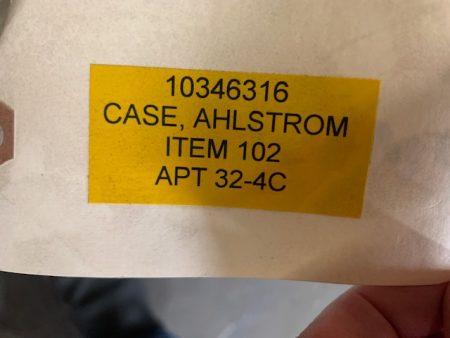 10346316
CASE, AHLSTROM
ITEM 102
APT 32-4C